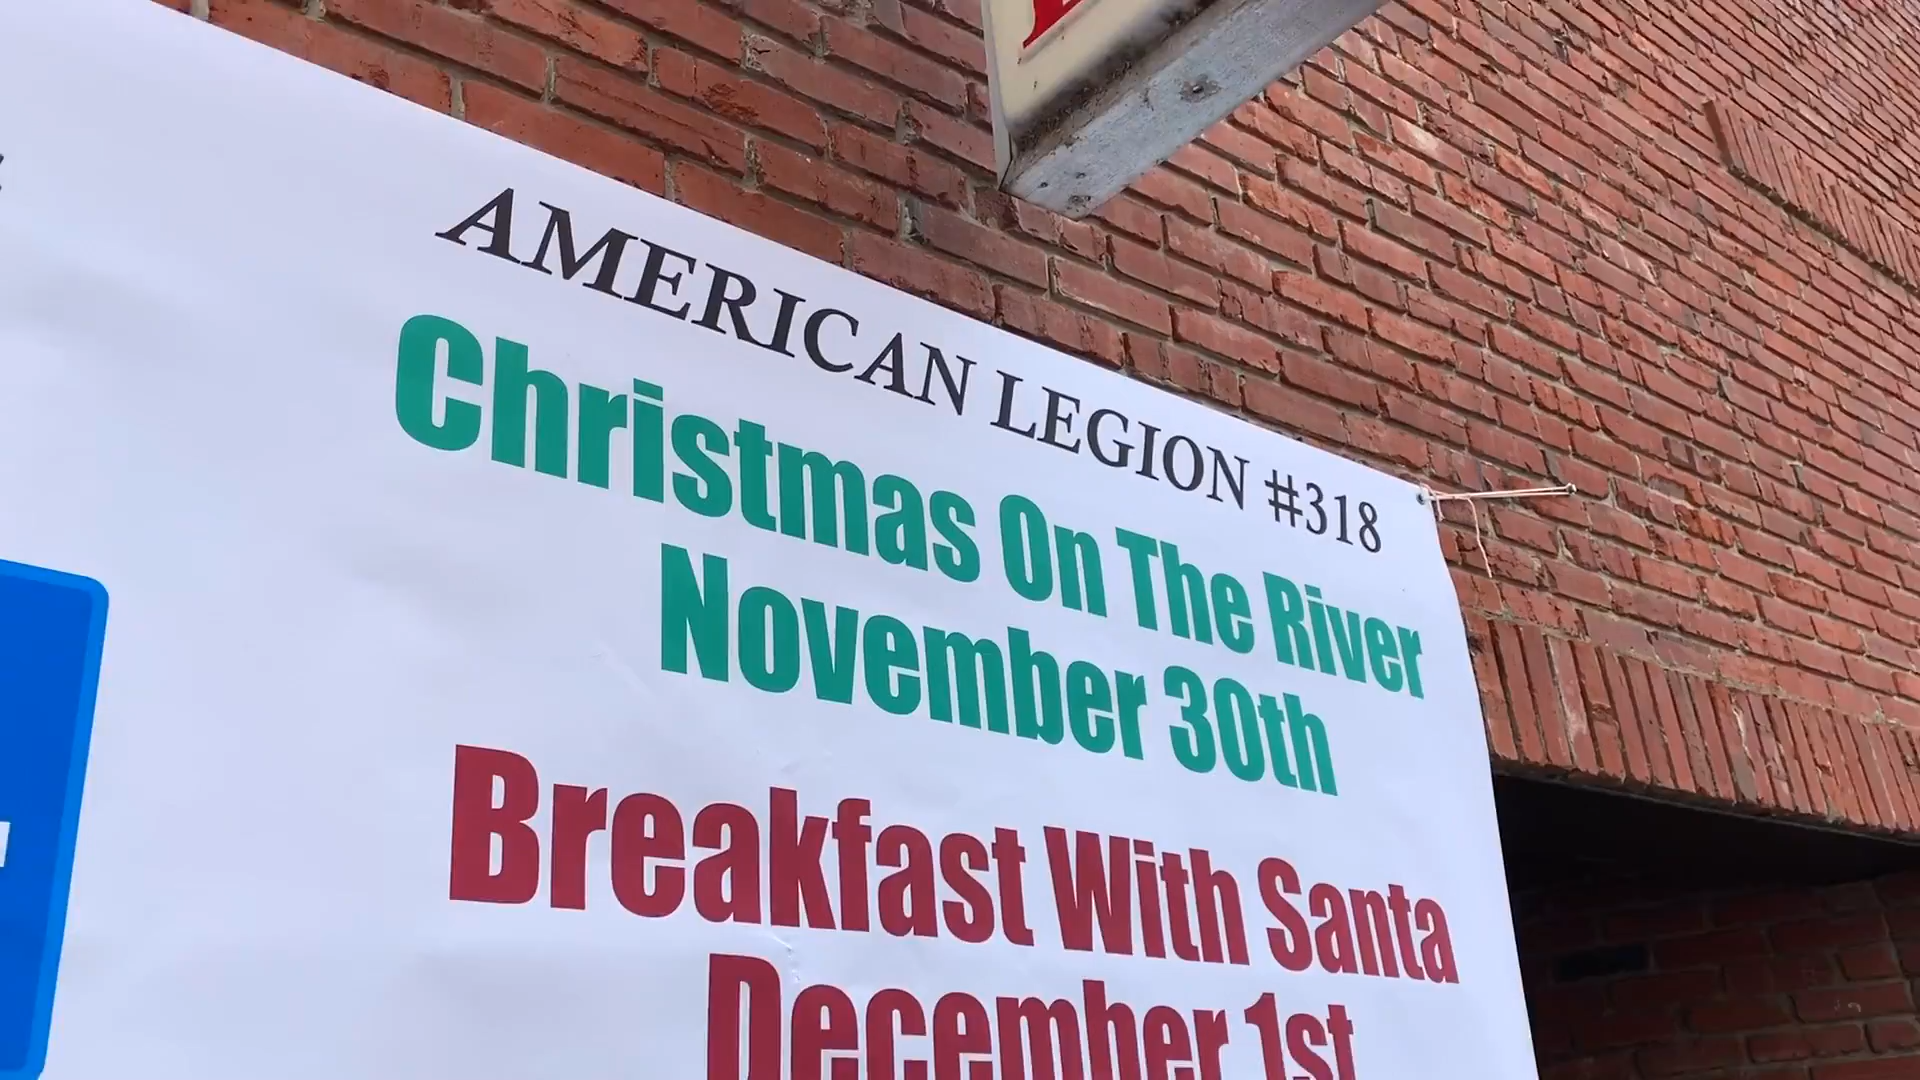 AMERICAN LEGION #318
Christmas On The River
November 30th
Breakfast With Santa
December 1st